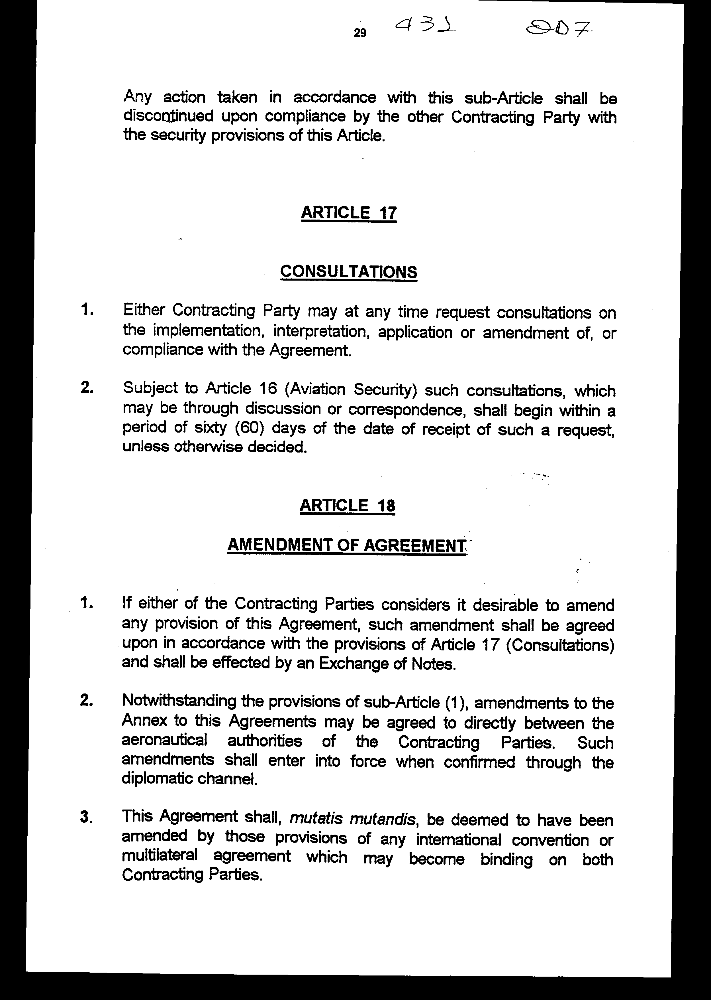 29
Any action taken in accordance with this sub-Article shall be
discontinued upon compliance by the other Contracting Party with
the security provisions of this Article.
ARTICLE 17
CONSULTATIONS
1. Either Contracting Party may at any time request consultations on
the implementation, interpretation, application or amendment of, or
compliance with the Agreement.
2. Subject to Article 16 (Aviation Security) such consultations, which
may be through discussion or correspondence, shall begin within a
period of sixty (60) days of the date of receipt of such a request,
unless otherwise decided.
ARTICLE 18
AMENDMENT OF AGREEMENT
1. If either of the Contracting Parties considers it desirable to amend
any provision of this Agreement, such amendment shall be agreed
upon in accordance with the provisions of Article 17 (Consultations)
and shall be effected by an Exchange of Notes.
2. Notwithstanding the provisions of sub-Article (1), amendments to the
Annex to this Agreements may be agreed to directly between the
aeronautical authorities of the Contracting Parties. Such
amendments shall enter into force when confirmed through the
diplomatic channel.
3. This Agreement shall, mutatis mutandis, be deemed to have been
amended by those provisions of any international convention or
multilateral agreement which may become binding on both
Contracting Parties.